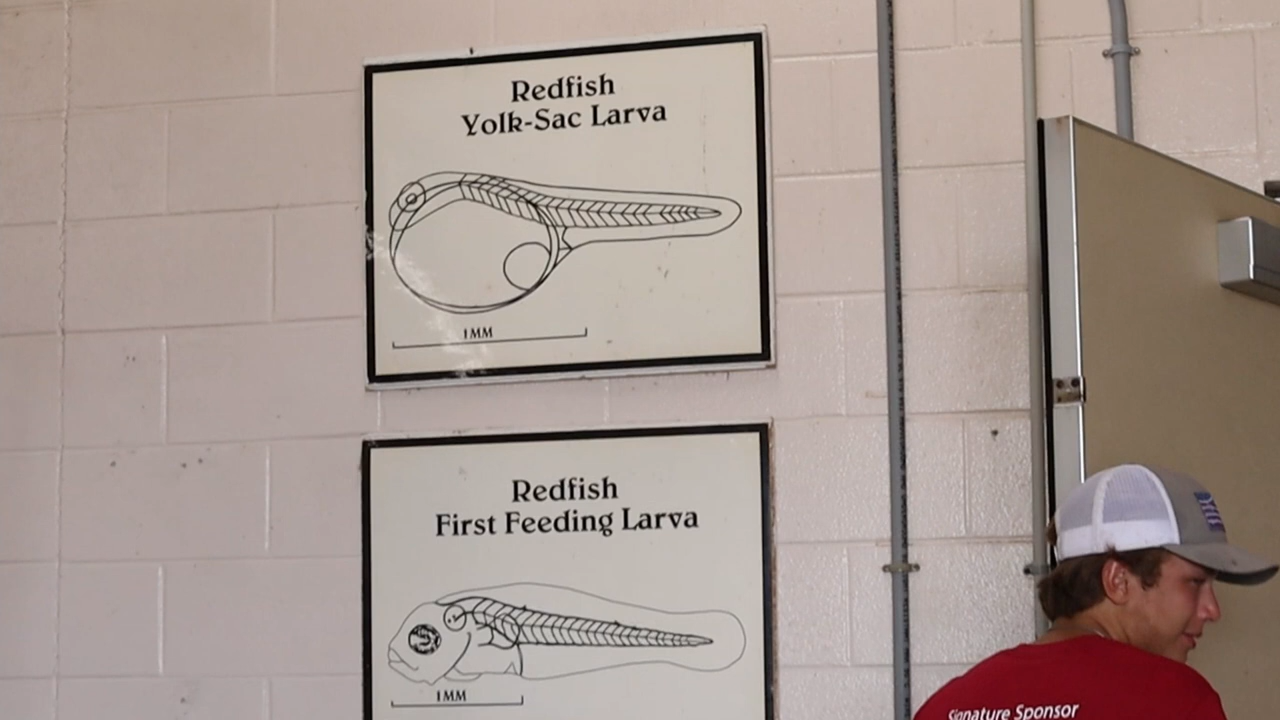 Redfish
Yolk-Sac Larva
1MM
Redfish
First Feeding Larva
1MM
Signature Sponsor